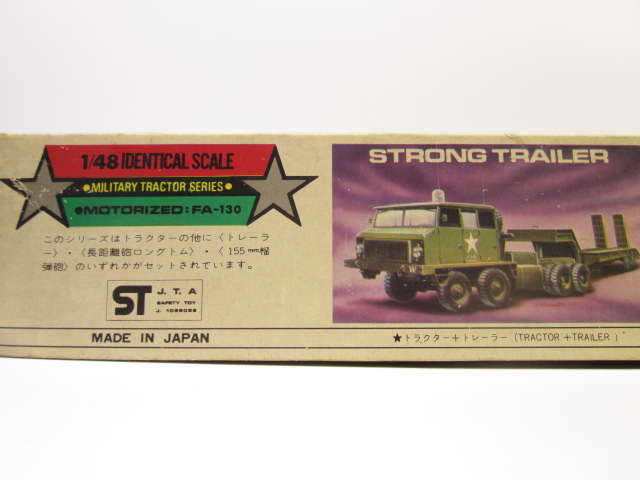 1/48 IDENTICAL SCALE
●MILITARY TRACTOR SERIES●
●MOTORIZED:FA-130
このシリーズはトラクターの他に〈トレーラ
ー〉・〈長距離砲ロングトム〉・〈155mm榴
弾砲〉のいずれかがセットされています。
ST
J.T.A
SAFETY TOY
MADE IN JAPAN
STRONG TRAILER
★トラクター＋トレーラー(TRACTOR+TRAILER)